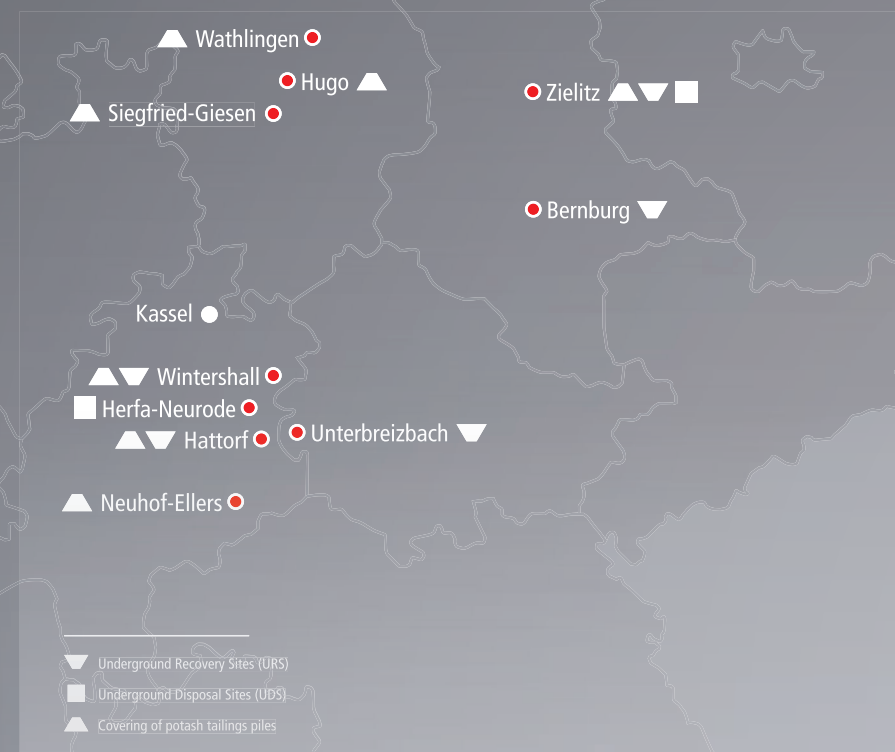 Wathlingen
Hugo
Siegfried-Giesen
Zielitz
Bernburg
Kassel
Wintershall
Herfa-Neurode
Hattorf
Unterbreizbach
Neuhof-Ellers
Underground Recovery Sites (URS)
Underground Disposal Sites (UDS)
Covering of potash tailings piles